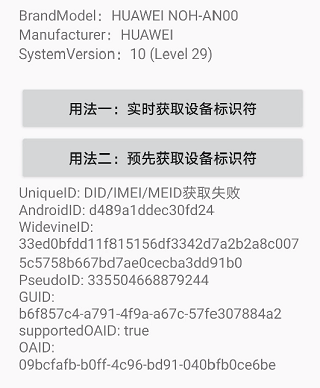 BrandModel：HUAWEI NOH-AN00
Manufacturer：HUAWEI
SystemVersion：10 (Level 29)
用法一：实时获取设备标识符
用法二：预先获取设备标识符
UniqueID: DID/IMEI/MEID获取失败
AndroidID: d489a1ddec30fd24
WidevineID:
33ed0bfdd11f815156df3342d7a2b2a8c007
5c5758b667bd7ae0cecba3dd91b0
PseudoID: 335504668879244
GUID:
b6f857c4-a791-4f9a-a67c-57fe307884a2
supportedOAID: true
OAID:
09bcfafb-b0ff-4c96-bd91-040bfb0ce6be